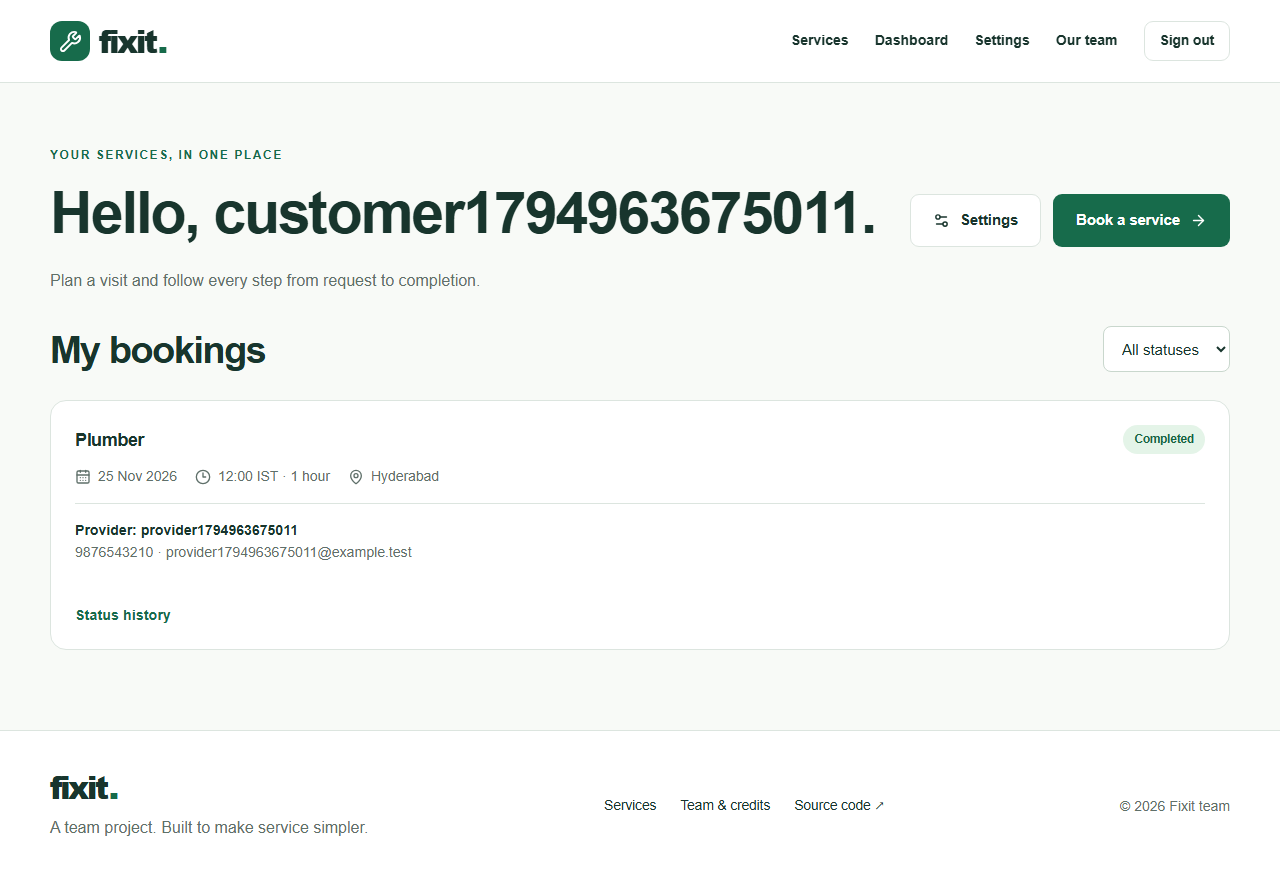 fixit.
Services Dashboard Settings Our team Sign out
YOUR SERVICES, IN ONE PLACE
Hello, customer1794963675011.
Settings Book a service →
Plan a visit and follow every step from request to completion.
My bookings
All statuses
Plumber
Completed
25 Nov 2026 12:00 IST · 1 hour Hyderabad
Provider: provider1794963675011
9876543210 · provider1794963675011@example.test
Status history
fixit.
A team project. Built to make service simpler.
Services Team & credits Source code ↗
© 2026 Fixit team